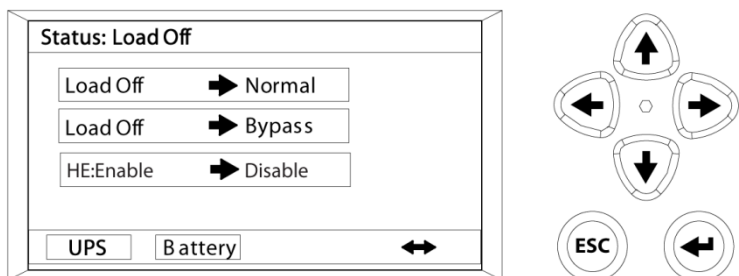 Status: Load Off
Load Off → Normal
Load Off → Bypass
HE:Enable → Disable
UPS Battery ↔
ESC